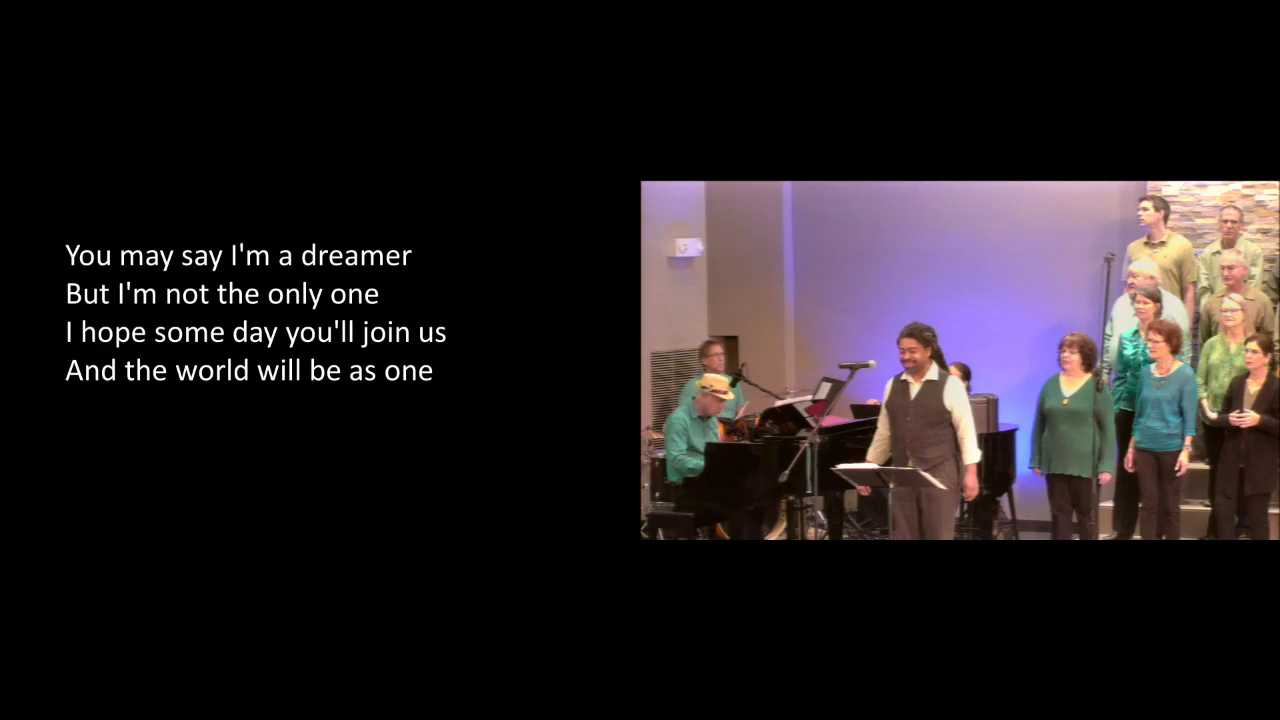 You may say I'm a dreamer
But I'm not the only one
I hope some day you'll join us
And the world will be as one